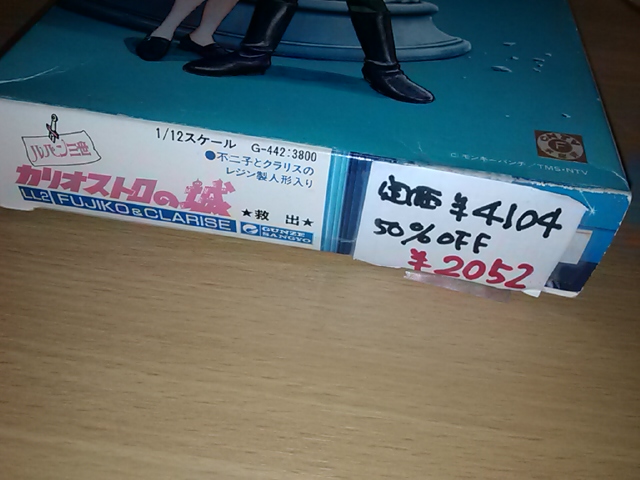 ルパン三世
カリオストロの城
LL2 FUJIKO & CLARISE
1/12スケール G-442:3800
●不二子とクラリスの
レジン製人形入り
★救出★
GUNZE
SANGYO
© モンキーパンチ/TMS・NTV
定価 ¥4104
50%OFF
¥2052